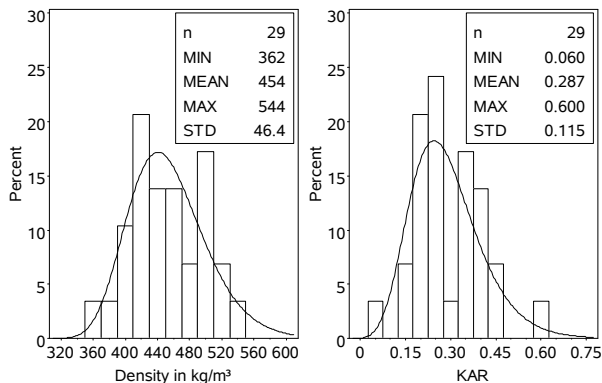 30
25
20
15
10
5
0
Percent
n 29
MIN 362
MEAN 454
MAX 544
STD 46.4
320 360 400 440 480 520 560 600
Density in kg/m³
30
25
20
15
10
5
0
Percent
n 29
MIN 0.060
MEAN 0.287
MAX 0.600
STD 0.115
0 0.15 0.30 0.45 0.60 0.75
KAR